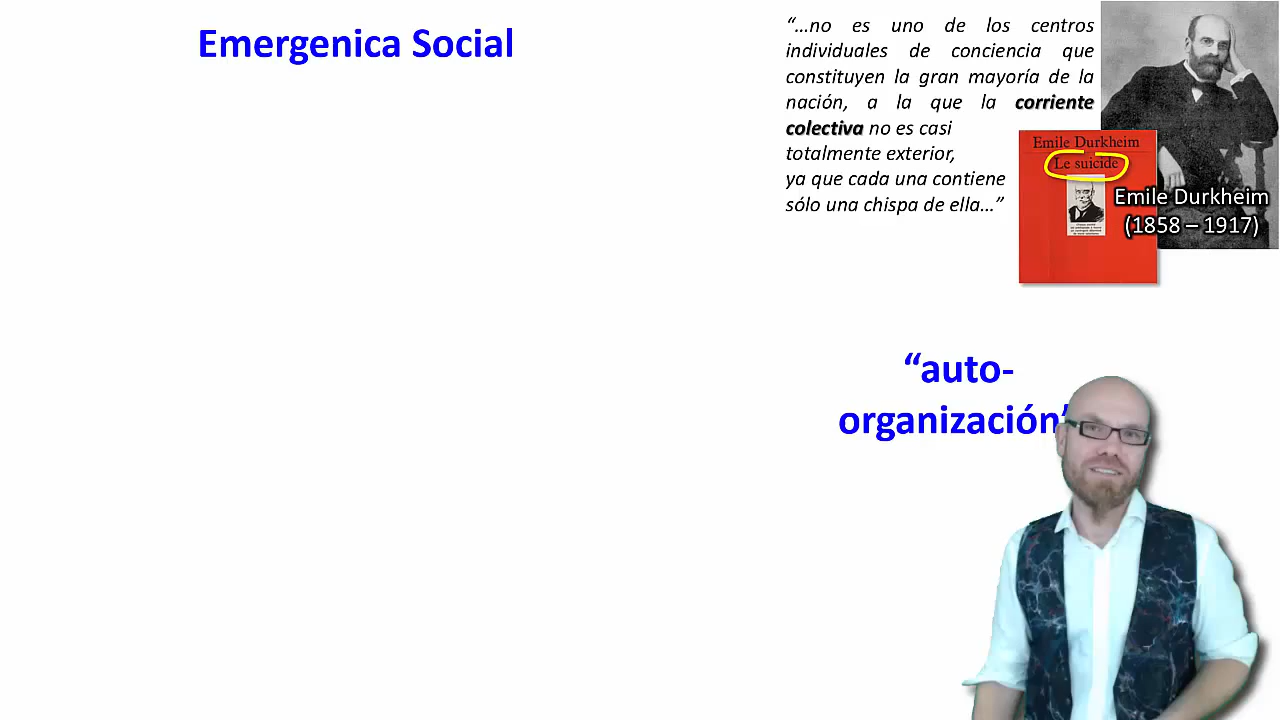 Emergenica Social
“…no es uno de los centros
individuales de conciencia que
constituyen la gran mayoría de la
nación, a la que la corriente
colectiva no es casi
totalmente exterior,
ya que cada una contiene
sólo una chispa de ella…”
Emile Durkheim
Le suicide
Emile Durkheim
(1858 – 1917)
“auto-
organización”